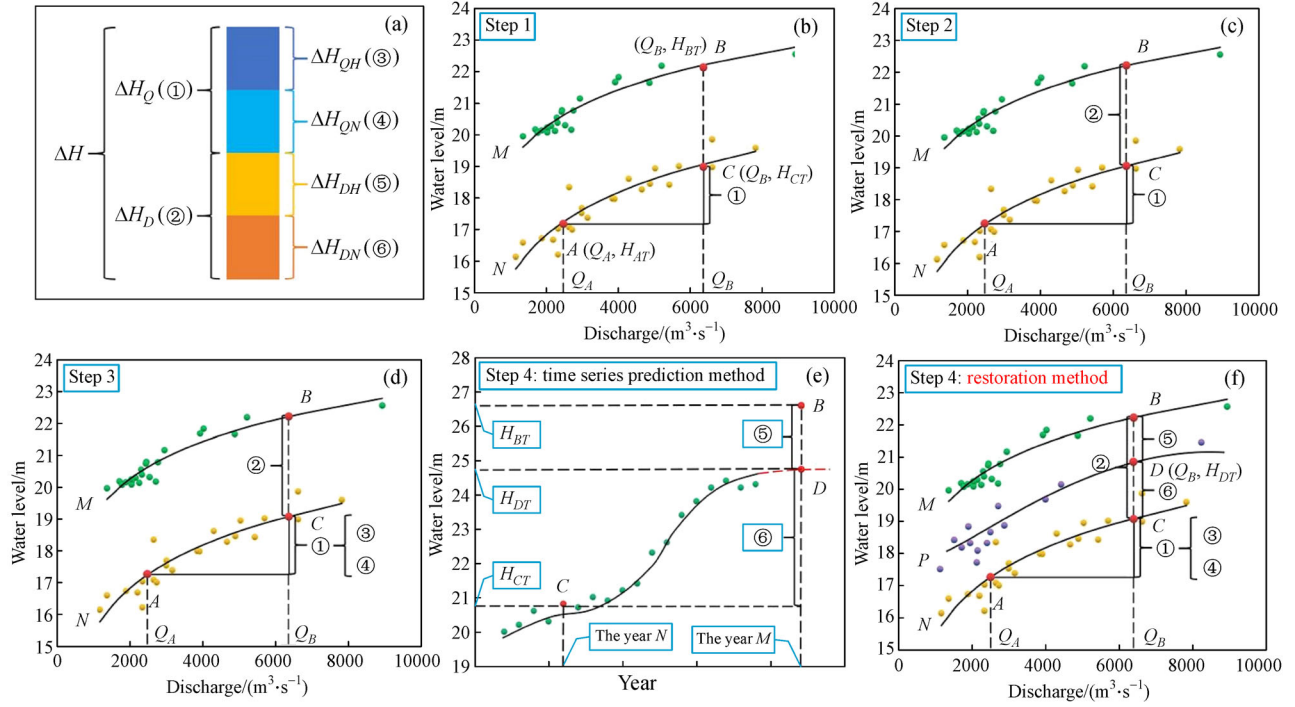 (a)
ΔH
ΔH_Q(①)
ΔH_D(②)
ΔH_QH(③)
ΔH_QN(④)
ΔH_DH(⑤)
ΔH_DN(⑥)
Step 1
(b)
Water level/m
24
23
22
21
20
19
18
17
16
15
(Q_B, H_BT)
B
M
C (Q_B, H_CT)
①
A (Q_A, H_AT)
N
Q_A
Q_B
0
2000
4000
6000
8000
10000
Discharge/(m³·s⁻¹)
Step 2
(c)
Water level/m
24
23
22
21
20
19
18
17
16
15
B
②
M
C
①
A
N
Q_A
Q_B
0
2000
4000
6000
8000
10000
Discharge/(m³·s⁻¹)
Step 3
(d)
Water level/m
24
23
22
21
20
19
18
17
16
15
B
②
M
C
①
③
④
A
N
Q_A
Q_B
0
2000
4000
6000
8000
10000
Discharge/(m³·s⁻¹)
Step 4: time series prediction method
(e)
Water level/m
28
27
26
25
24
23
22
21
20
19
B
H_BT
⑤
H_DT
D
⑥
H_CT
C
The year N
The year M
Year
Step 4: restoration method
(f)
Water level/m
24
23
22
21
20
19
18
17
16
15
B
⑤
②
D (Q_B, H_DT)
⑥
M
C
P
①
③
④
A
N
Q_A
Q_B
0
2000
4000
6000
8000
10000
Discharge/(m³·s⁻¹)